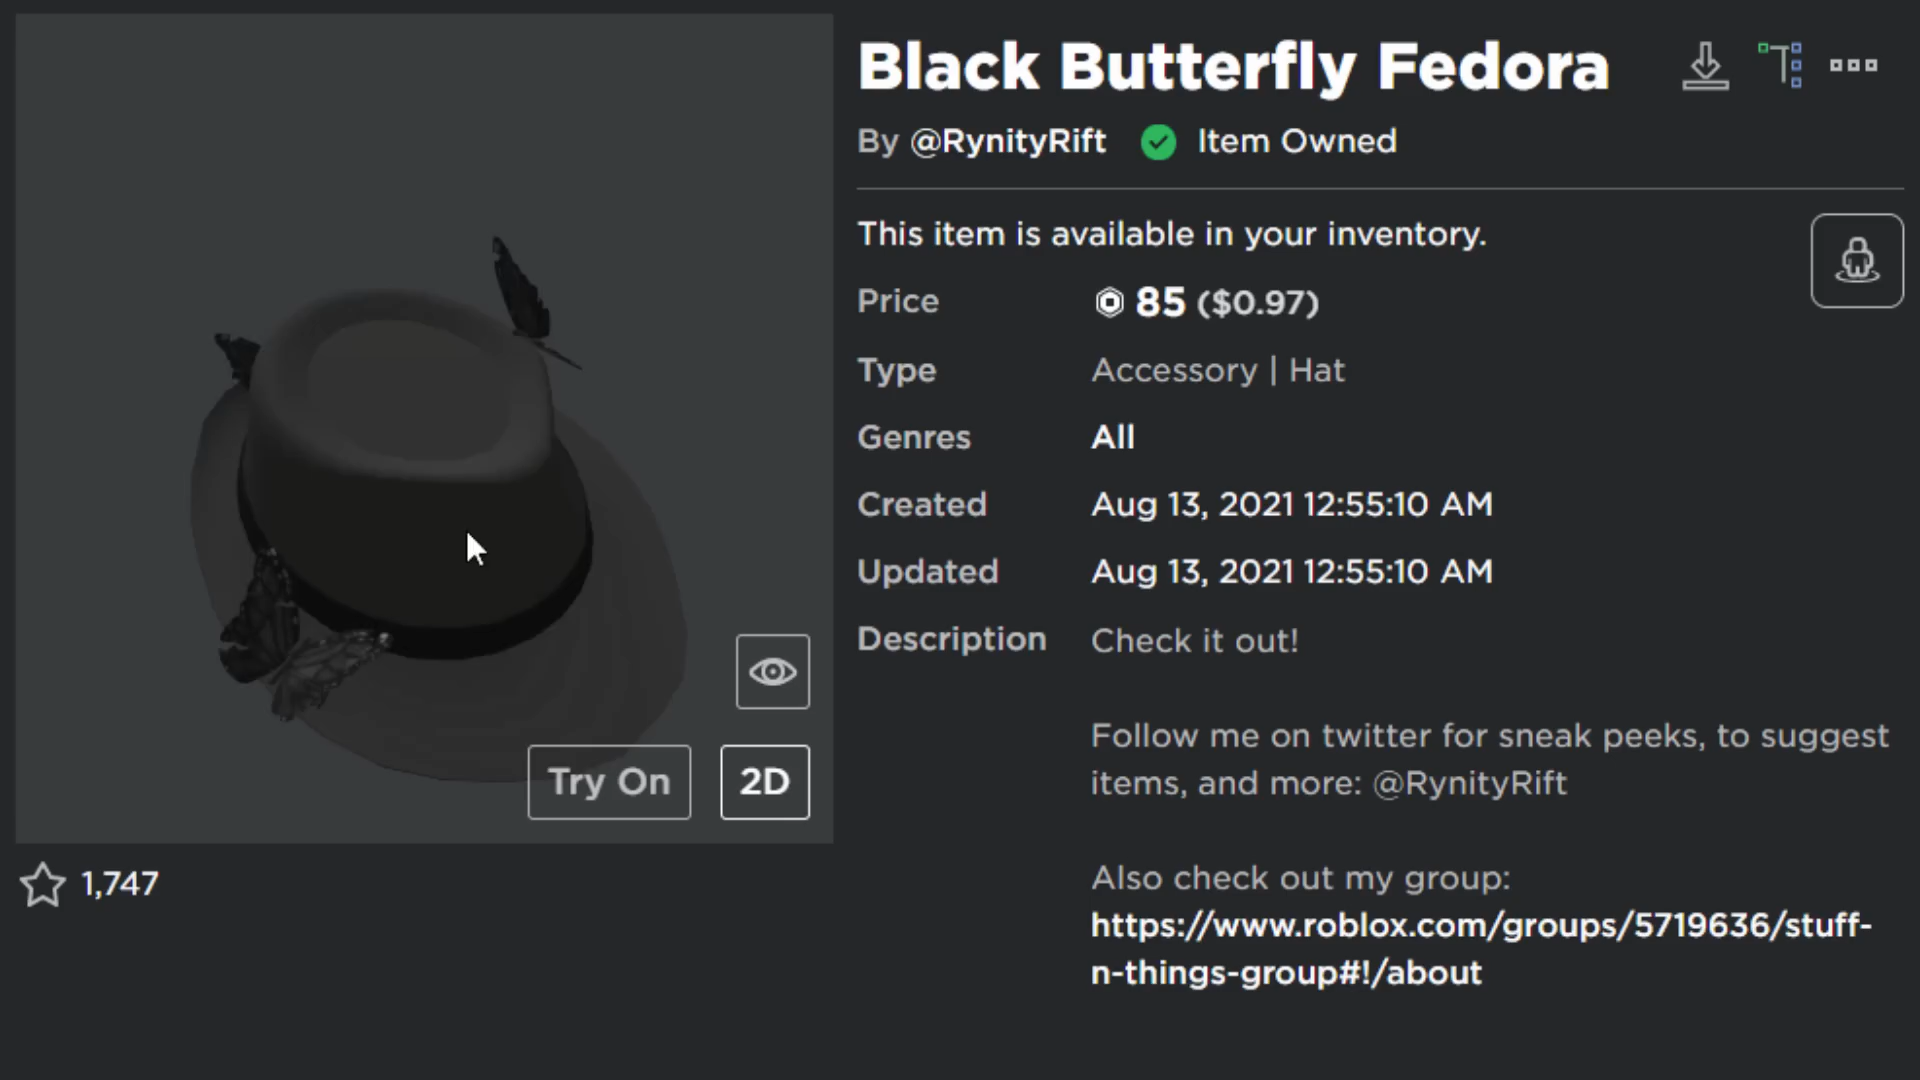 Black Butterfly Fedora
By @RynityRift Item Owned
This item is available in your inventory.
Price 85 ($0.97)
Type Accessory | Hat
Genres All
Created Aug 13, 2021 12:55:10 AM
Updated Aug 13, 2021 12:55:10 AM
Description Check it out!
Follow me on twitter for sneak peeks, to suggest
items, and more: @RynityRift
Also check out my group:
https://www.roblox.com/groups/5719636/stuff-
n-things-group#!/about
Try On 2D
1,747